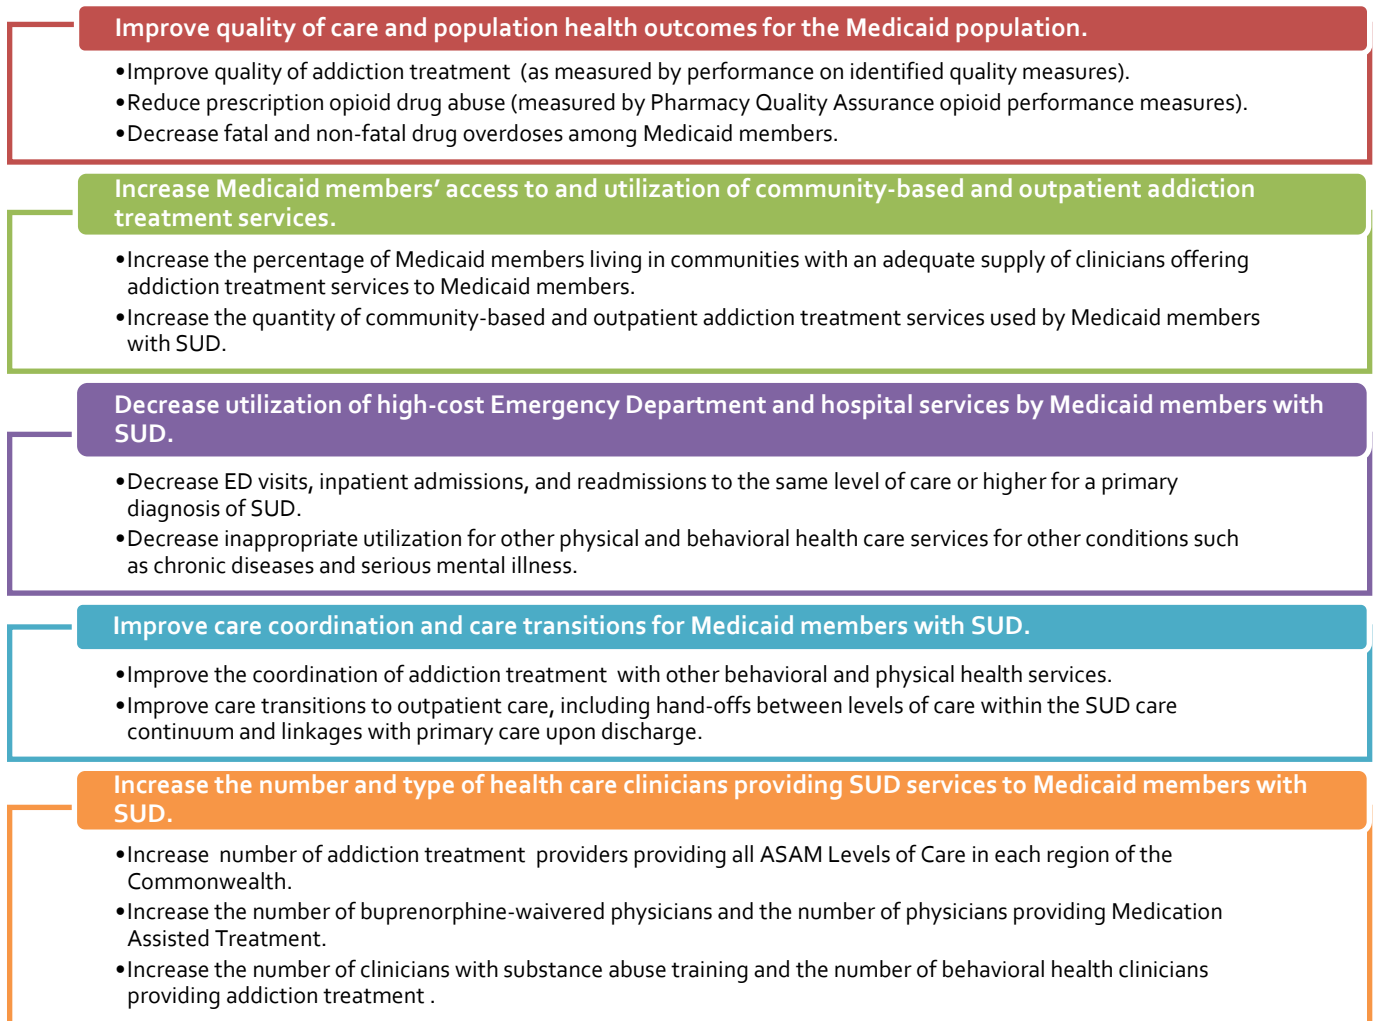 Improve quality of care and population health outcomes for the Medicaid population.
•Improve quality of addiction treatment  (as measured by performance on identified quality measures).
•Reduce prescription opioid drug abuse (measured by Pharmacy Quality Assurance opioid performance measures).
•Decrease fatal and non-fatal drug overdoses among Medicaid members.
Increase Medicaid members’ access to and utilization of community-based and outpatient addiction
treatment services.
•Increase the percentage of Medicaid members living in communities with an adequate supply of clinicians offering
addiction treatment services to Medicaid members.
•Increase the quantity of community-based and outpatient addiction treatment services used by Medicaid members
with SUD.
Decrease utilization of high-cost Emergency Department and hospital services by Medicaid members with
SUD.
•Decrease ED visits, inpatient admissions, and readmissions to the same level of care or higher for a primary
diagnosis of SUD.
•Decrease inappropriate utilization for other physical and behavioral health care services for other conditions such
as chronic diseases and serious mental illness.
Improve care coordination and care transitions for Medicaid members with SUD.
•Improve the coordination of addiction treatment  with other behavioral and physical health services.
•Improve care transitions to outpatient care, including hand-offs between levels of care within the SUD care
continuum and linkages with primary care upon discharge.
Increase the number and type of health care clinicians providing SUD services to Medicaid members with
SUD.
•Increase  number of addiction treatment  providers providing all ASAM Levels of Care in each region of the
Commonwealth.
•Increase the number of buprenorphine-waivered physicians and the number of physicians providing Medication
Assisted Treatment.
•Increase the number of clinicians with substance abuse training and the number of behavioral health clinicians
providing addiction treatment .